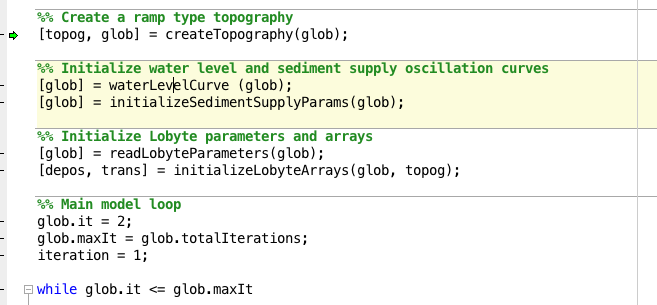 %% Create a ramp type topography
[topog, glob] = createTopography(glob);
%% Initialize water level and sediment supply oscillation curves
[glob] = waterLevelCurve (glob);
[glob] = initializeSedimentSupplyParams(glob);
%% Initialize Lobyte parameters and arrays
[glob] = readLobyteParameters(glob);
[depos, trans] = initializeLobyteArrays(glob, topog);
%% Main model loop
glob.it = 2;
glob.maxIt = glob.totalIterations;
iteration = 1;
while glob.it <= glob.maxIt